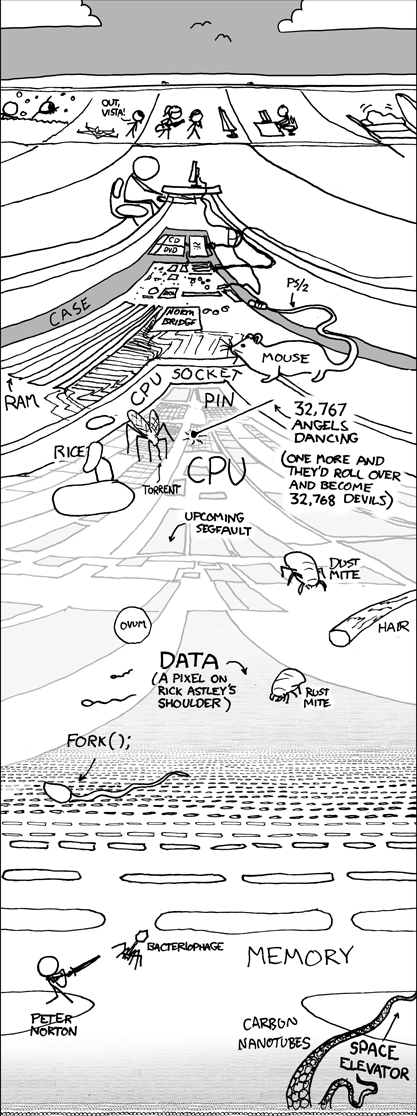 OUT,
VISTA!
CD
DVD
PS/2
CASE
NORTH
BRIDGE
MOUSE
RAM
CPU SOCKET
PIN
32,767
ANGELS
DANCING
(ONE MORE AND
THEY'D ROLL OVER
AND BECOME
32,768 DEVILS)
RICE
TORRENT
CPU
UPCOMING
SEGFAULT
DUST
MITE
OVUM
HAIR
DATA
(A PIXEL ON
RICK ASTLEY'S
SHOULDER)
RUST
MITE
FORK();
BACTERIOPHAGE
MEMORY
PETER
NORTON
CARBON
NANOTUBES
SPACE
ELEVATOR